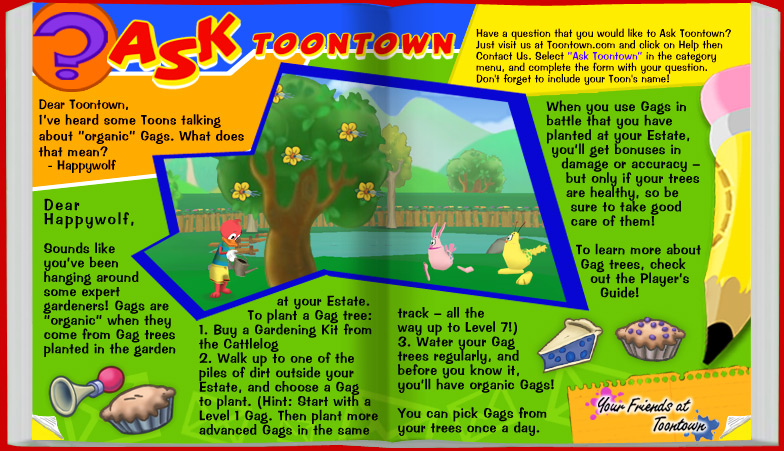 ?
ASK TOONTOWN
Have a question that you would like to Ask Toontown?
Just visit us at Toontown.com and click on Help then
Contact Us. Select "Ask Toontown" in the category
menu, and complete the form with your question.
Don't forget to include your Toon's name!
Dear Toontown,
I've heard some Toons talking
about "organic" Gags. What does
that mean?
- Happywolf
Dear
Happywolf,
Sounds like
you've been
hanging around
some expert
gardeners! Gags are
"organic" when they
come from Gag trees
planted in the garden
at your Estate.
To plant a Gag tree:
1. Buy a Gardening Kit from
the Cattlelog
2. Walk up to one of the
piles of dirt outside your
Estate, and choose a Gag
to plant. (Hint: Start with a
Level 1 Gag. Then plant more
advanced Gags in the same
track – all the
way up to Level 7!)
3. Water your Gag
trees regularly, and
before you know it,
you'll have organic Gags!
You can pick Gags from
your trees once a day.
When you use Gags in
battle that you have
planted at your Estate,
you'll get bonuses in
damage or accuracy –
but only if your trees
are healthy, so be
sure to take good
care of them!
To learn more about
Gag trees, check
out the Player's
Guide!
Your Friends at
Toontown